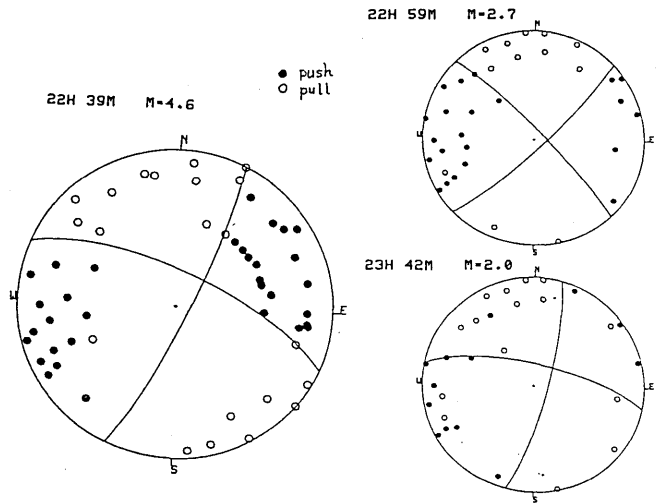 22H 59M M=2.7
N
W
E
S
push
pull
22H 39M M=4.6
N
W
E
S
23H 42M M=2.0
N
W
E
S